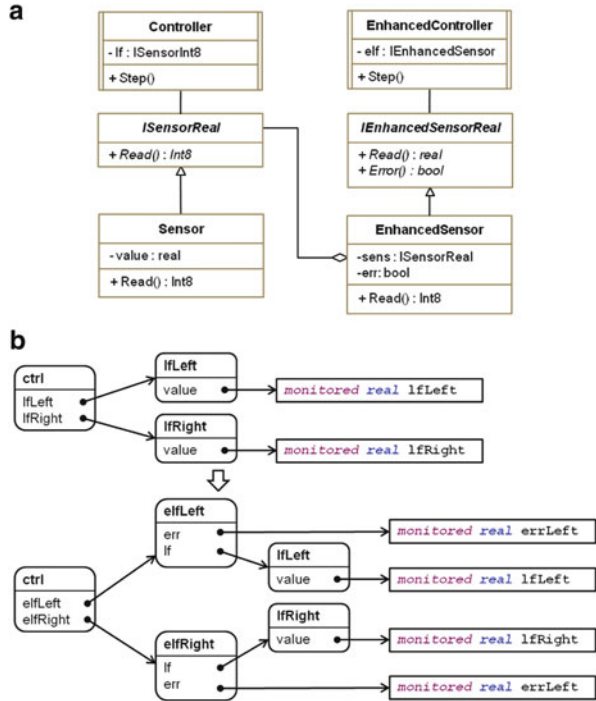 a
Controller
- lf : ISensorInt8
+ Step()
EnhancedController
- elf : IEnhancedSensor
+ Step()
ISensorReal
+ Read() : Int8
IEnhancedSensorReal
+ Read() : real
+ Error() : bool
Sensor
- value : real
+ Read() : Int8
EnhancedSensor
-sens : ISensorReal
-err: bool
+ Read() : Int8
b
ctrl
lfLeft
lfRight
lfLeft
value
monitored real lfLeft
lfRight
value
monitored real lfRight
elfLeft
err
lf
monitored real errLeft
lfLeft
value
monitored real lfLeft
ctrl
elfLeft
elfRight
lfRight
value
monitored real lfRight
elfRight
lf
err
monitored real errLeft